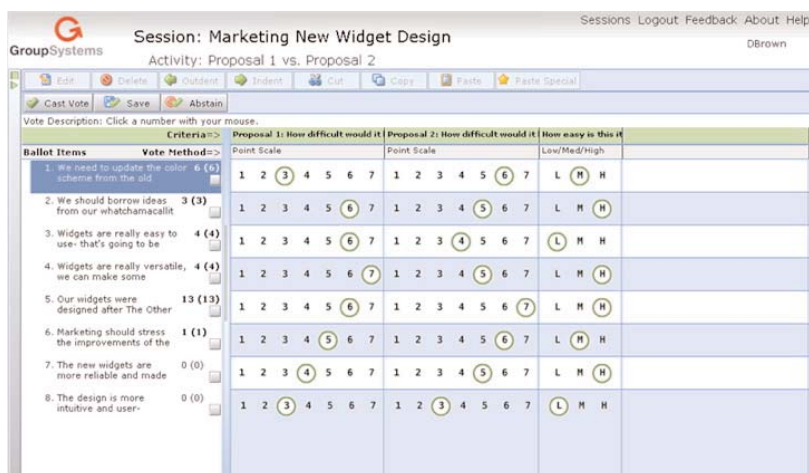 Sessions Logout Feedback About Help
GroupSystems
Session: Marketing New Widget Design
DBrown
Activity: Proposal 1 vs. Proposal 2
Edit Delete Outdent Indent Cut Copy Paste Paste Special
Cast Vote Save Abstain
Vote Description: Click a number with your mouse.
Criteria=> Proposal 1: How difficult would it Proposal 2: How difficult would it How easy is this it
Ballot Items Vote Method=> Point Scale Point Scale Low/Med/High
1. We need to update the color 6 (6)
scheme from the old
1 2 3 4 5 6 7 1 2 3 4 5 6 7 L M H
2. We should borrow ideas 3 (3)
from our whatchamacallit
1 2 3 4 5 6 7 1 2 3 4 5 6 7 L M H
3. Widgets are really easy to 4 (4)
use- that's going to be
1 2 3 4 5 6 7 1 2 3 4 5 6 7 L M H
4. Widgets are really versatile, 4 (4)
we can make some
1 2 3 4 5 6 7 1 2 3 4 5 6 7 L M H
5. Our widgets were 13 (13)
designed after The Other
1 2 3 4 5 6 7 1 2 3 4 5 6 7 L M H
6. Marketing should stress 1 (1)
the improvements of the
1 2 3 4 5 6 7 1 2 3 4 5 6 7 L M H
7. The new widgets are 0 (0)
more reliable and made
1 2 3 4 5 6 7 1 2 3 4 5 6 7 L M H
8. The design is more 0 (0)
intuitive and user-
1 2 3 4 5 6 7 1 2 3 4 5 6 7 L M H